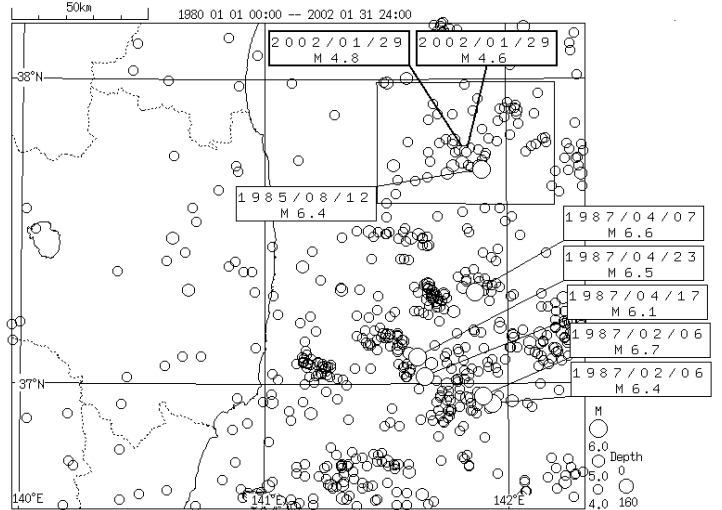 50km
1980 01 01 00:00 -- 2002 01 31 24:00
2002/01/29
M 4.8
2002/01/29
M 4.6
38°N
1985/08/12
M 6.4
1987/04/07
M 6.6
1987/04/23
M 6.5
1987/04/17
M 6.1
1987/02/06
M 6.7
1987/02/06
M 6.4
37°N
M
6.0
5.0
4.0
Depth
0
160
140°E
141°E
142°E